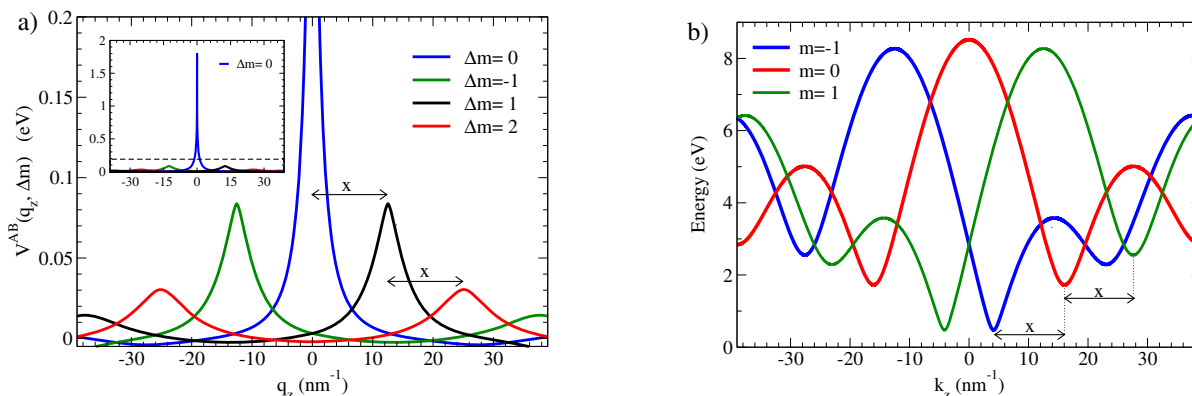 a)
V^AB(q_z, Δm) (eV)
0.2
0.15
0.1
0.05
0
2
1.5
1
0.5
0
-30
-15
0
15
30
Δm= 0
Δm= 0
Δm=-1
Δm= 1
Δm= 2
x
x
-30
-20
-10
0
10
20
30
q_z (nm^-1)
b)
Energy (eV)
8
6
4
2
0
m=-1
m= 0
m= 1
x
x
-30
-20
-10
0
10
20
30
k_z (nm^-1)